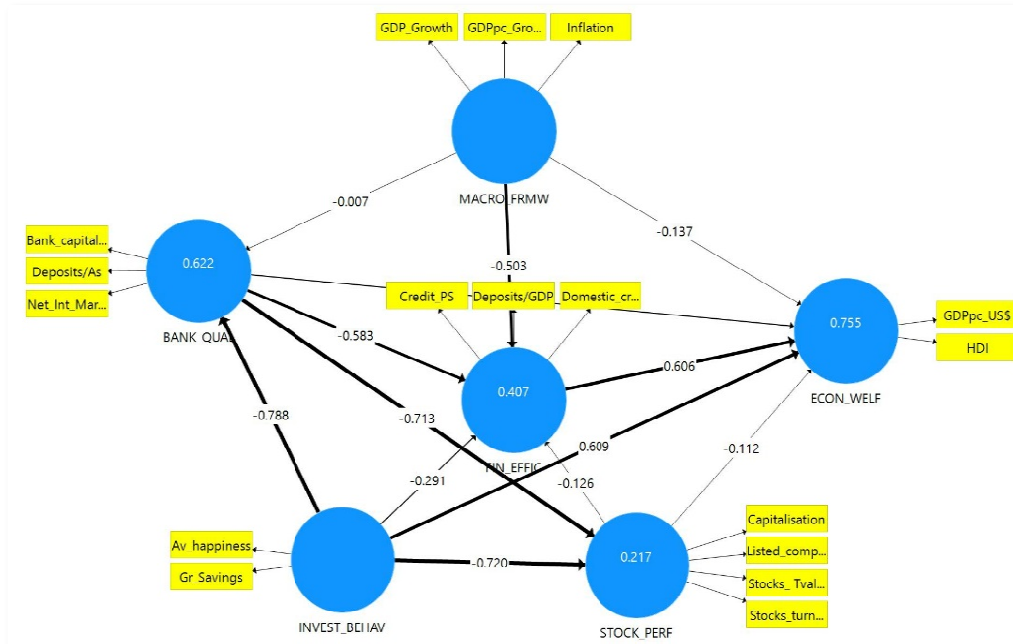 GDP_Growth
GDPpc_Gro...
Inflation
MACRO_FRMW
-0.007
-0.137
Bank_capital...
Deposits/As
Net_Int_Mar...
0.622
BANK_QUAL
-0.503
Credit_PS
Deposits/GDP
Domestic_cr...
GDPpc_US$
HDI
0.755
ECON_WELF
-0.583
0.606
0.407
FIN_EFFIC
-0.788
-0.713
0.609
-0.112
-0.291
-0.126
Av_happiness
Gr Savings
INVEST_BEHAV
-0.720
0.217
STOCK_PERF
Capitalisation
Listed_comp...
Stocks_ Tval...
Stocks_turn...